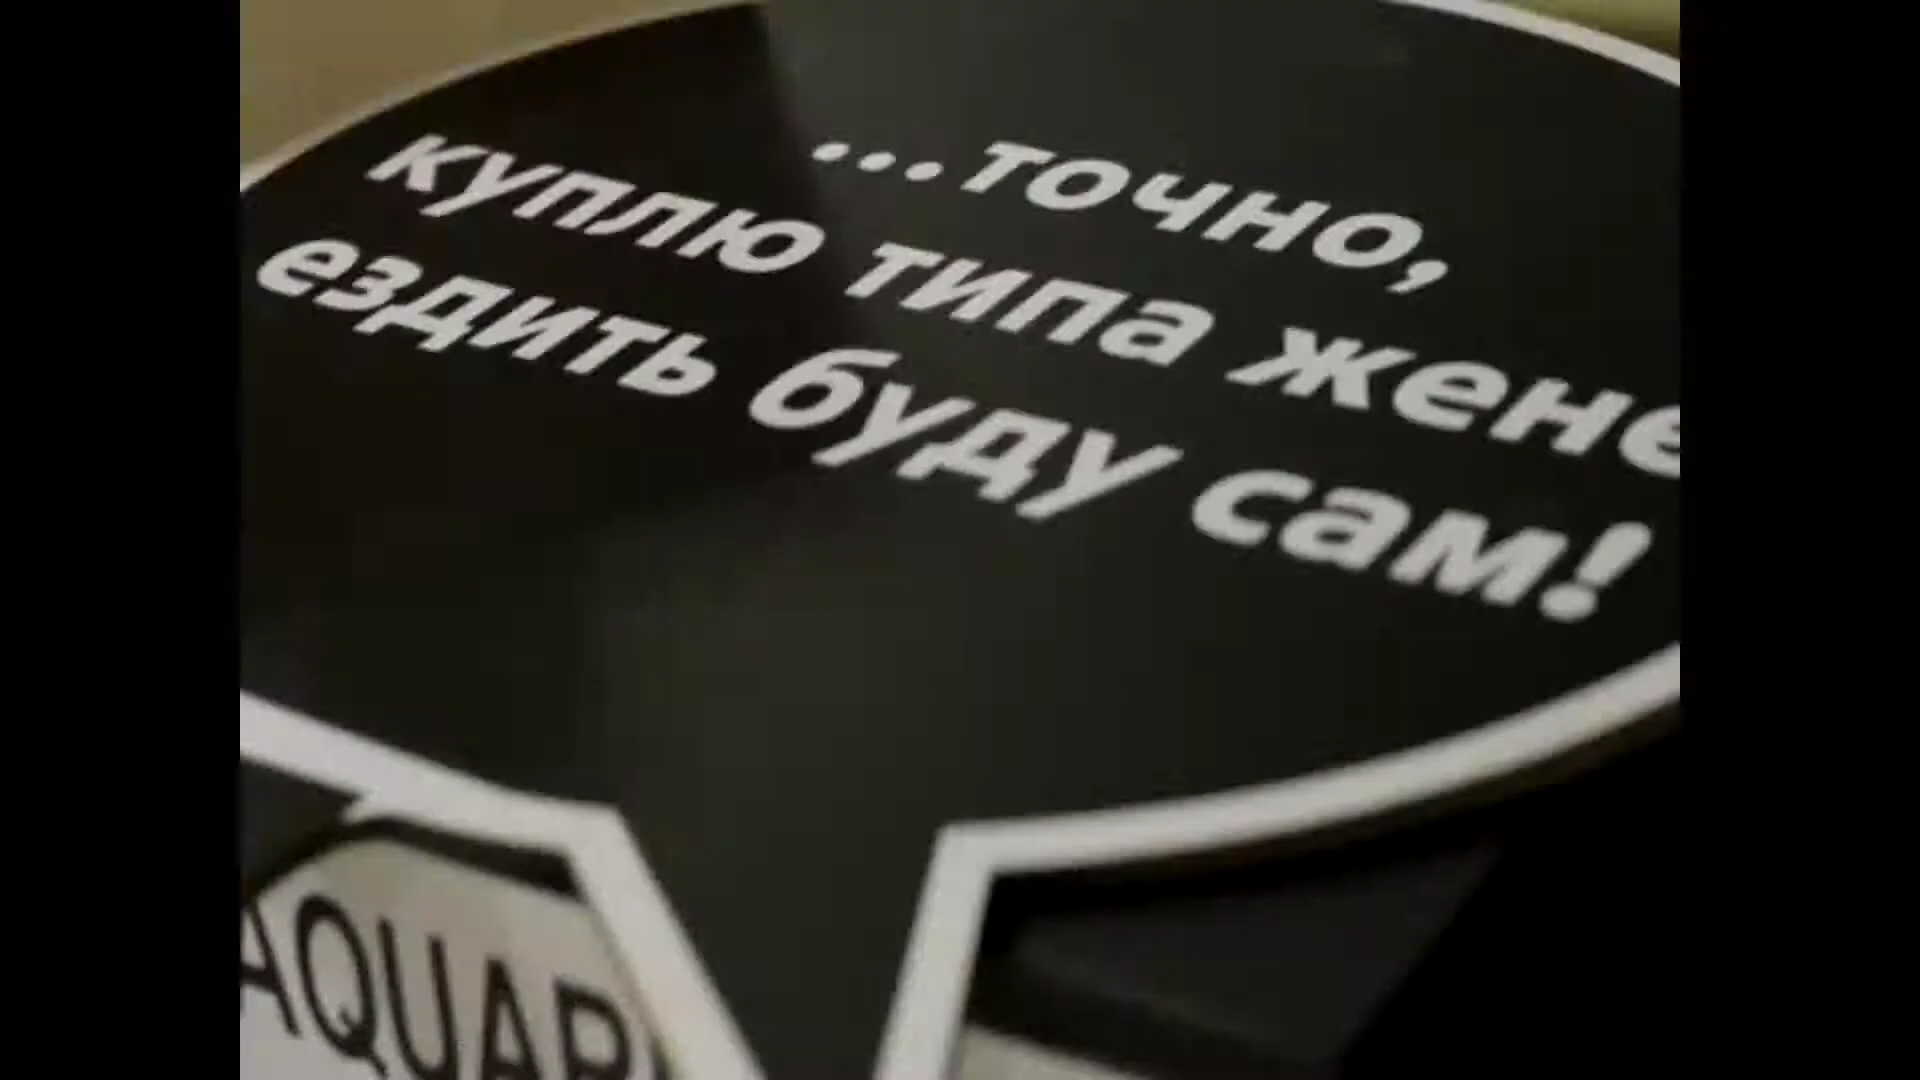 ...точно,
куплю типа жене
ездить буду сам!
AQUAR